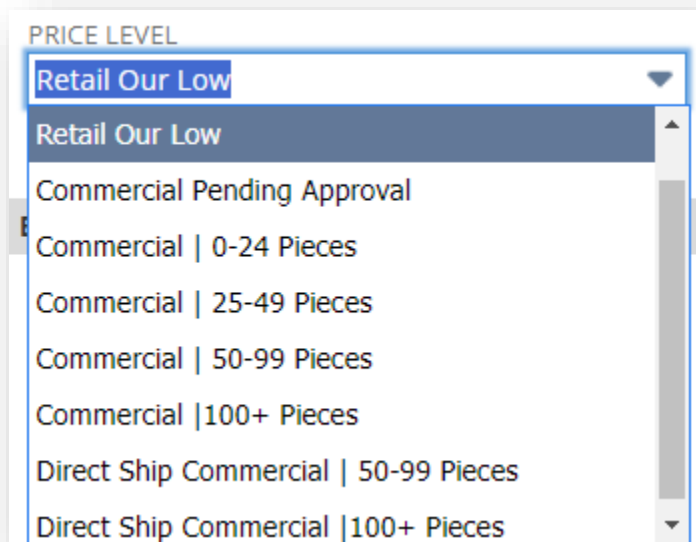 PRICE LEVEL
Retail Our Low
Retail Our Low
Commercial Pending Approval
Commercial | 0-24 Pieces
Commercial | 25-49 Pieces
Commercial | 50-99 Pieces
Commercial |100+ Pieces
Direct Ship Commercial | 50-99 Pieces
Direct Ship Commercial |100+ Pieces